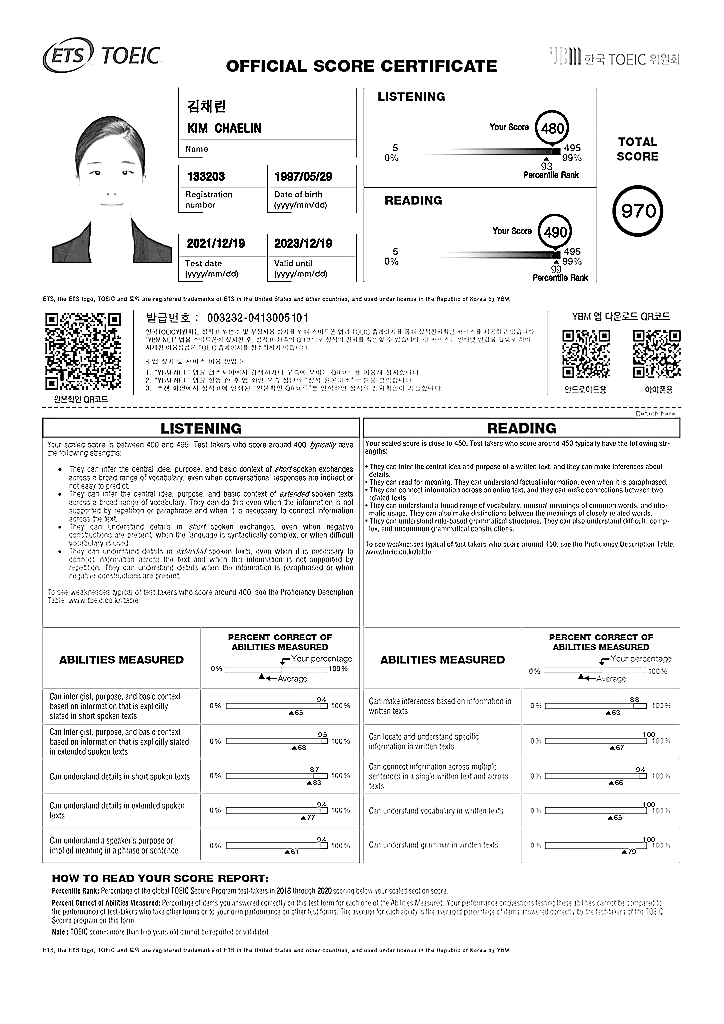 ETS TOEIC
OFFICIAL SCORE CERTIFICATE
YBM 한국 TOEIC 위원회
김채린
KIM CHAELIN
Name
133203
Registration
number
1997/05/29
Date of birth
(yyyy/mm/dd)
2021/12/19
Test date
(yyyy/mm/dd)
2023/12/19
Valid until
(yyyy/mm/dd)
LISTENING
Your Score 480
5 495
0% 99%
93
Percentile Rank
READING
Your Score 490
5 495
0% 99%
99
Percentile Rank
TOTAL
SCORE
970
ETS, the ETS logo, TOEIC and 토익 are registered trademarks of ETS in the United States and other countries, and used under license in the Republic of Korea by YBM.
원본확인 QR코드
발급번호 : 003232-0413005101
YBM 앱 다운로드 QR코드
안드로이드용 아이폰용
Detach here
LISTENING
Your scaled score is between 400 and 495. Test takers who score around 400 typically have
the following strengths:
• They can infer the central idea, purpose, and basic context of short spoken exchanges
across a broad range of vocabulary, even when conversational responses are indirect or
not easy to predict.
• They can infer the central idea, purpose, and basic context of extended spoken texts
across a broad range of vocabulary. They can do this even when the information is not
supported by repetition or paraphrase and when it is necessary to connect information
across the text.
• They can understand details in short spoken exchanges, even when negative
constructions are present, when the language is syntactically complex, or when difficult
vocabulary is used.
• They can understand details in extended spoken texts, even when it is necessary to
connect information across the text and when this information is not supported by
repetition. They can understand details when the information is paraphrased or when
negative constructions are present.
To see weaknesses typical of test takers who score around 400, see the Proficiency Description
Table.
READING
Your scaled score is close to 450. Test takers who score around 450 typically have the following str-
engths:
• They can infer the central idea and purpose of a written text, and they can make inferences about
details.
• They can read for meaning. They can understand factual information, even when it is paraphrased.
• They can connect information across an entire text, and they can make connections between two
related texts.
• They can understand a broad range of vocabulary, unusual meanings of common words, and idio-
matic usage. They can also make distinctions between the meanings of closely related words.
• They can understand rule-based grammatical structures. They can also understand difficult, comp-
lex, and uncommon grammatical constructions.
To see weaknesses typical of test takers who score around 450, see the Proficiency Description Table.
ABILITIES MEASURED
PERCENT CORRECT OF
ABILITIES MEASURED
Your percentage
0% 100%
Average
Can infer gist, purpose, and basic context
based on information that is explicitly
stated in short spoken texts
0% 94 100%
Can infer gist, purpose, and basic context
based on information that is explicitly stated
in extended spoken texts
0% 100%
▲68
Can understand details in short spoken texts
0% 87 100%
▲83
Can understand details in extended spoken
texts
0% 94 100%
▲77
Can understand a speaker's purpose or
implied meaning in a phrase or sentence
0% 94 100%
▲61
ABILITIES MEASURED
PERCENT CORRECT OF
ABILITIES MEASURED
Your percentage
0% 100%
Average
Can make inferences based on information in
written texts
0% 88 100%
▲63
Can locate and understand specific
information in written texts
0% 100 100%
▲67
Can connect information across multiple
sentences in a single written text and across
texts
0% 94 100%
Can understand vocabulary in written texts
0% 100 100%
Can understand grammar in written texts
0% 100 100%
▲79
HOW TO READ YOUR SCORE REPORT:
Percentile Rank: Percentage of the global TOEIC Secure Program test-takers in 2018 through 2020 scoring below your scaled section score.
Percent Correct of Abilities Measured: Percentage of items you answered correctly on this test form for each one of the Abilities Measured. Your performance on questions testing these abilities cannot be compared to
the performance of test-takers who take other forms or to your own performance on other test forms. The average for each ability is the averaged percentage of items answered correctly by the test-takers of the TOEIC
Secure program on this form.
Note : TOEIC scores more than two years old cannot be reported or validated.
ETS, the ETS logo, TOEIC and 토익 are registered trademarks of ETS in the United States and other countries, and used under license in the Republic of Korea by YBM.